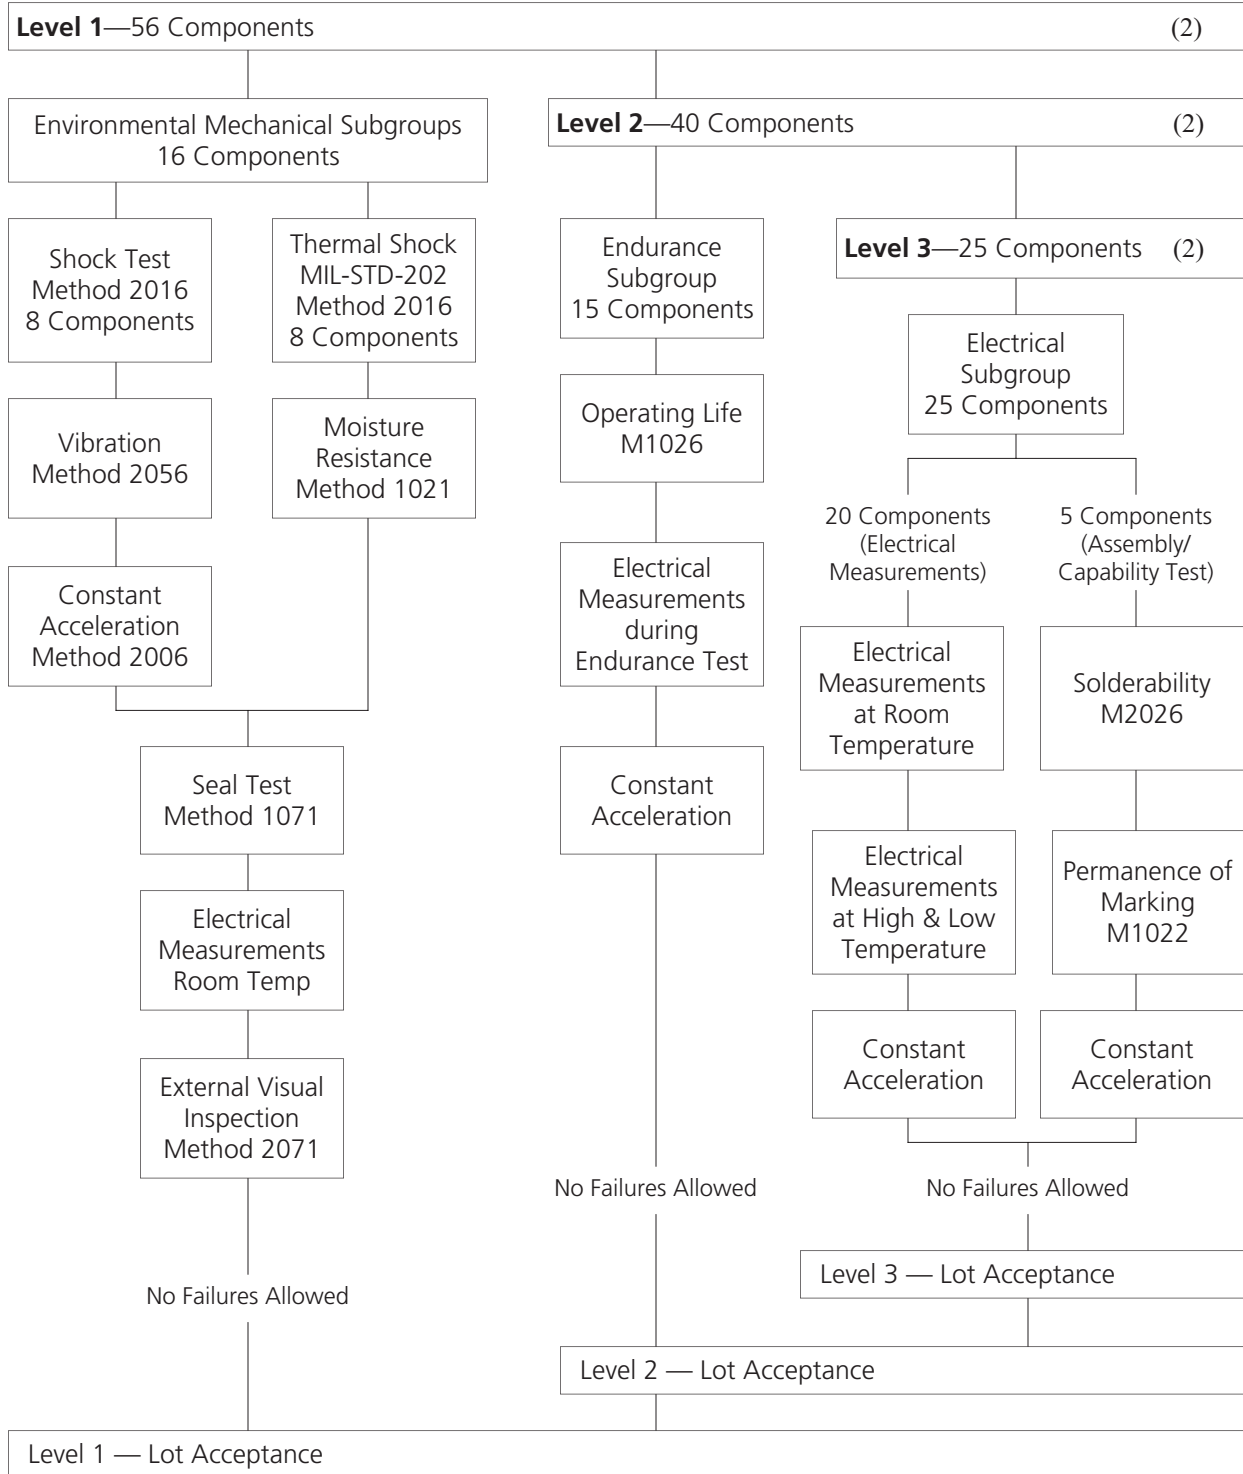 Level 1—56 Components (2)
Environmental Mechanical Subgroups
16 Components
Level 2—40 Components (2)
Shock Test
Method 2016
8 Components
Thermal Shock
MIL-STD-202
Method 2016
8 Components
Endurance
Subgroup
15 Components
Level 3—25 Components (2)
Electrical
Subgroup
25 Components
Vibration
Method 2056
Moisture
Resistance
Method 1021
Operating Life
M1026
20 Components
(Electrical
Measurements)
5 Components
(Assembly/
Capability Test)
Constant
Acceleration
Method 2006
Electrical
Measurements
during
Endurance Test
Electrical
Measurements
at Room
Temperature
Solderability
M2026
Seal Test
Method 1071
Constant
Acceleration
Electrical
Measurements
at High & Low
Temperature
Permanence of
Marking
M1022
Electrical
Measurements
Room Temp
Constant
Acceleration
Constant
Acceleration
External Visual
Inspection
Method 2071
No Failures Allowed
No Failures Allowed
Level 3 — Lot Acceptance
No Failures Allowed
Level 2 — Lot Acceptance
Level 1 — Lot Acceptance